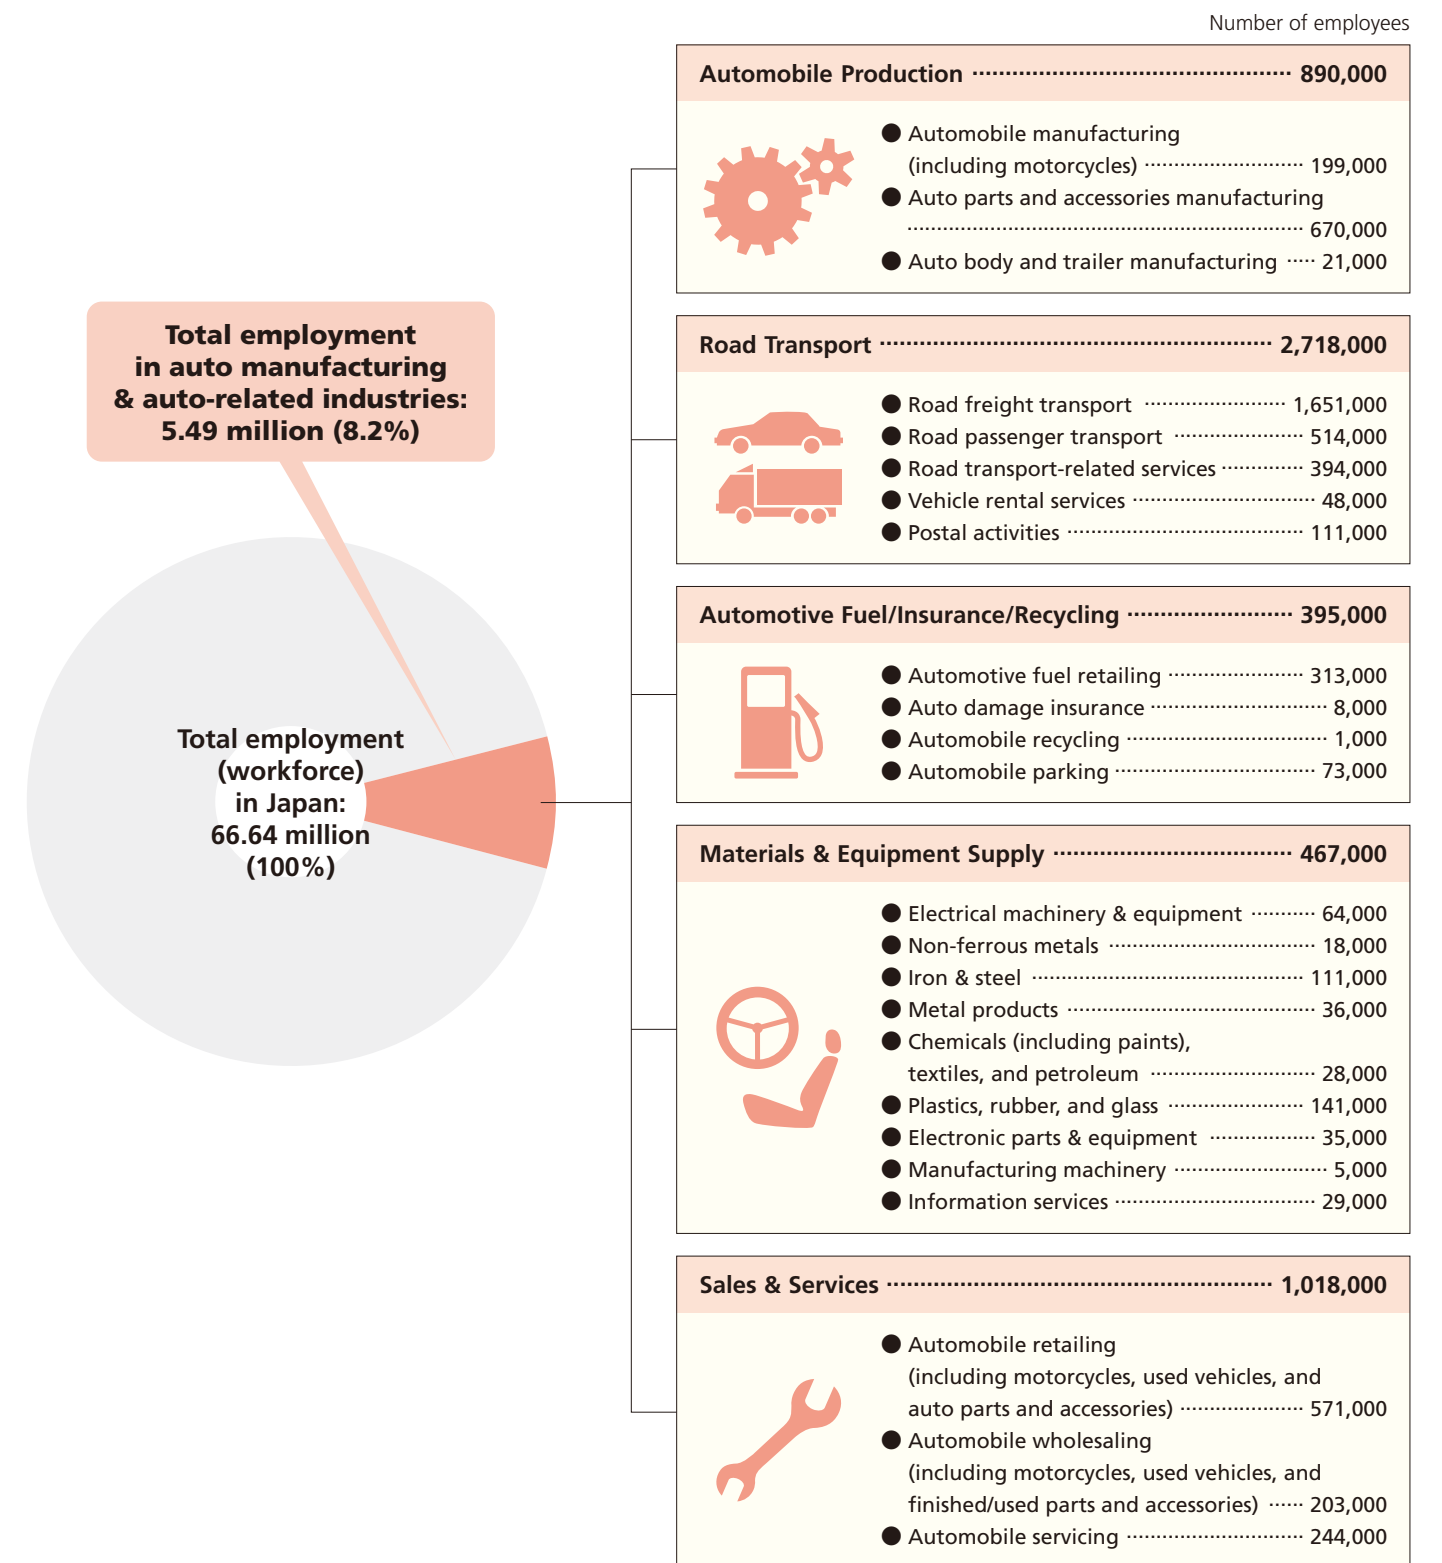 Number of employees
Total employment
in auto manufacturing
& auto-related industries:
5.49 million (8.2%)
Total employment
(workforce)
in Japan:
66.64 million
(100%)
Automobile Production 890,000
● Automobile manufacturing
(including motorcycles) 199,000
● Auto parts and accessories manufacturing
670,000
● Auto body and trailer manufacturing 21,000
Road Transport 2,718,000
● Road freight transport 1,651,000
● Road passenger transport 514,000
● Road transport-related services 394,000
● Vehicle rental services 48,000
● Postal activities 111,000
Automotive Fuel/Insurance/Recycling 395,000
● Automotive fuel retailing 313,000
● Auto damage insurance 8,000
● Automobile recycling 1,000
● Automobile parking 73,000
Materials & Equipment Supply 467,000
● Electrical machinery & equipment 64,000
● Non-ferrous metals 18,000
● Iron & steel 111,000
● Metal products 36,000
● Chemicals (including paints),
textiles, and petroleum 28,000
● Plastics, rubber, and glass 141,000
● Electronic parts & equipment 35,000
● Manufacturing machinery 5,000
● Information services 29,000
Sales & Services 1,018,000
● Automobile retailing
(including motorcycles, used vehicles, and
auto parts and accessories) 571,000
● Automobile wholesaling
(including motorcycles, used vehicles, and
finished/used parts and accessories) 203,000
● Automobile servicing 244,000